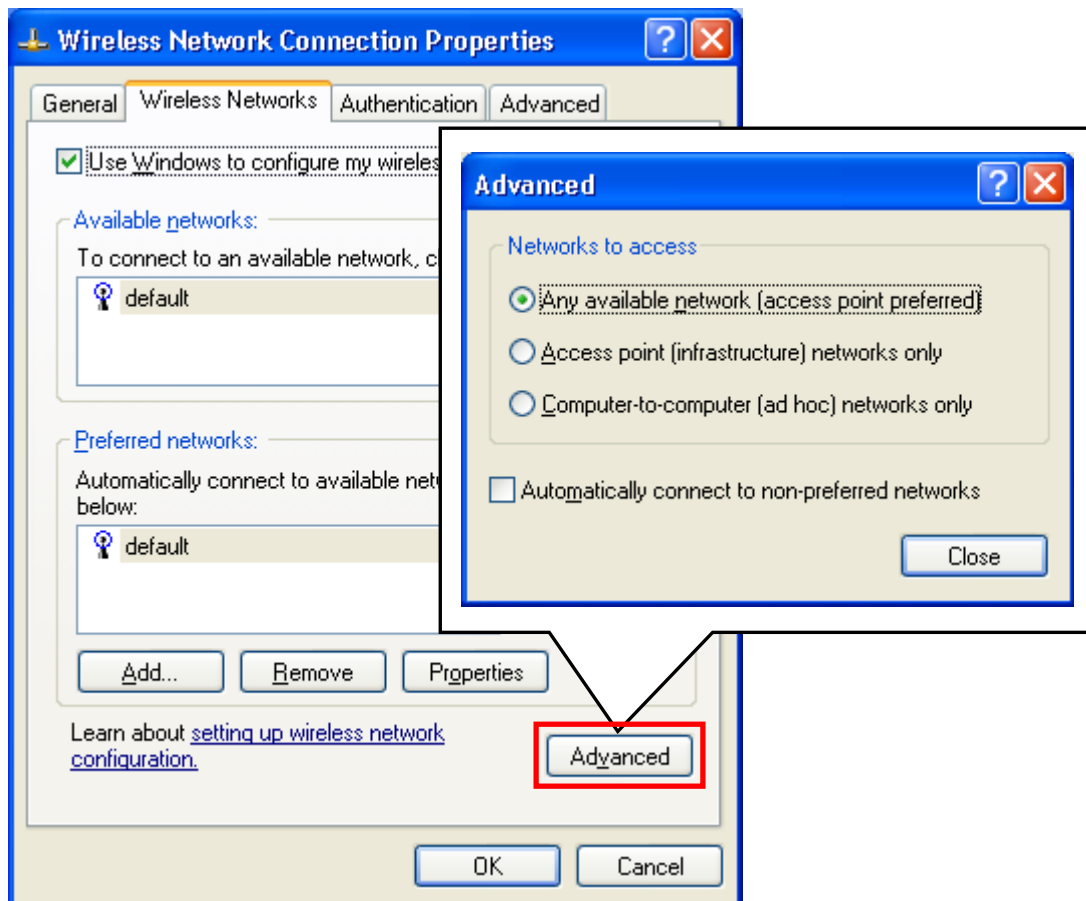 Wireless Network Connection Properties
General Wireless Networks Authentication Advanced
Use Windows to configure my wireles
Available networks:
To connect to an available network, c
default
Preferred networks:
Automatically connect to available net
below:
default
Add... Remove Properties
Learn about setting up wireless network
configuration.
Advanced
OK Cancel
Advanced
Networks to access
Any available network (access point preferred)
Access point (infrastructure) networks only
Computer-to-computer (ad hoc) networks only
Automatically connect to non-preferred networks
Close